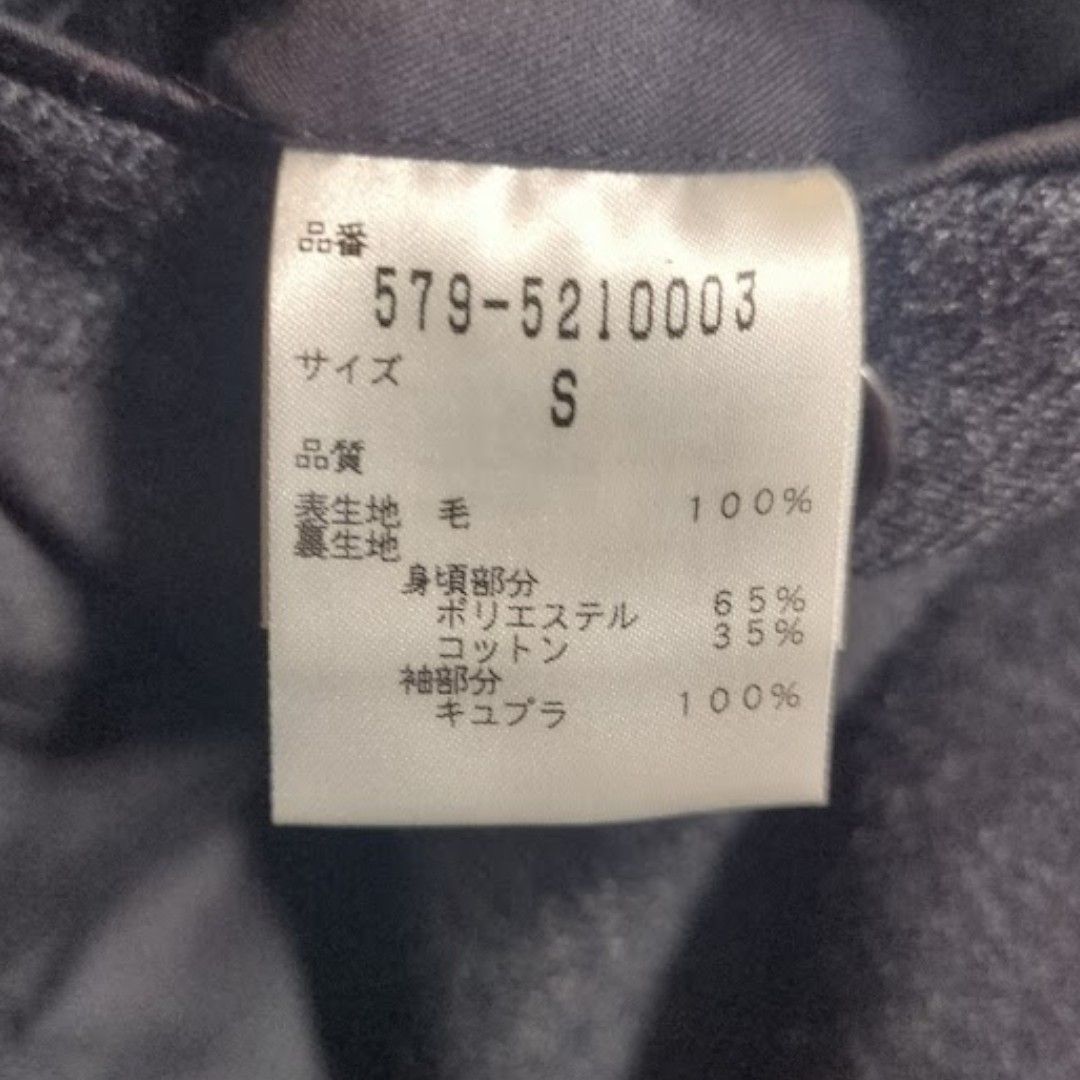 品番
579-5210003
サイズ
S
品質
表生地 毛 100%
裏生地
身頃部分
ポリエステル 65%
コットン 35%
袖部分
キュプラ 100%